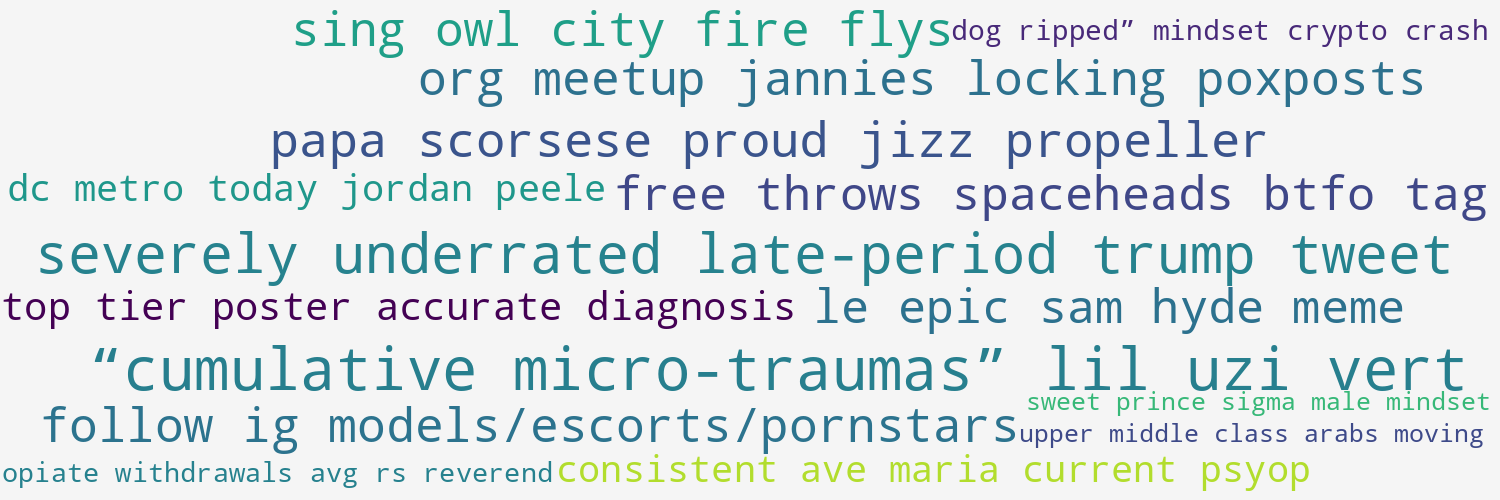 sing owl city fire flys
dog ripped” mindset crypto crash
org meetup jannies locking poxposts
papa scorsese proud jizz propeller
dc metro today jordan peele
free throws spaceheads btfo tag
severely underrated late-period trump tweet
top tier poster accurate diagnosis
le epic sam hyde meme
“cumulative micro-traumas” lil uzi vert
sweet prince sigma male mindset
follow ig models/escorts/pornstars
upper middle class arabs moving
opiate withdrawals avg rs reverend
consistent ave maria current psyop